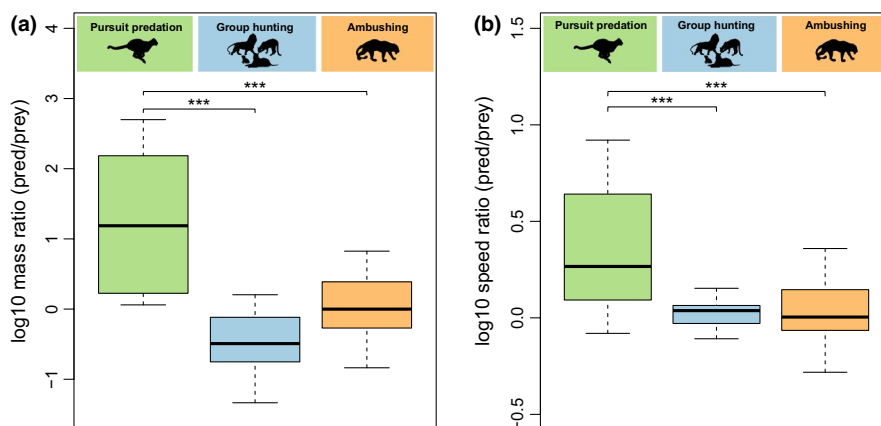 (a)
Pursuit predation
Group hunting
Ambushing
***
***
log10 mass ratio (pred/prey)
4
3
2
1
0
−1
(b)
Pursuit predation
Group hunting
Ambushing
***
***
log10 speed ratio (pred/prey)
1.5
1.0
0.5
0.0
−0.5